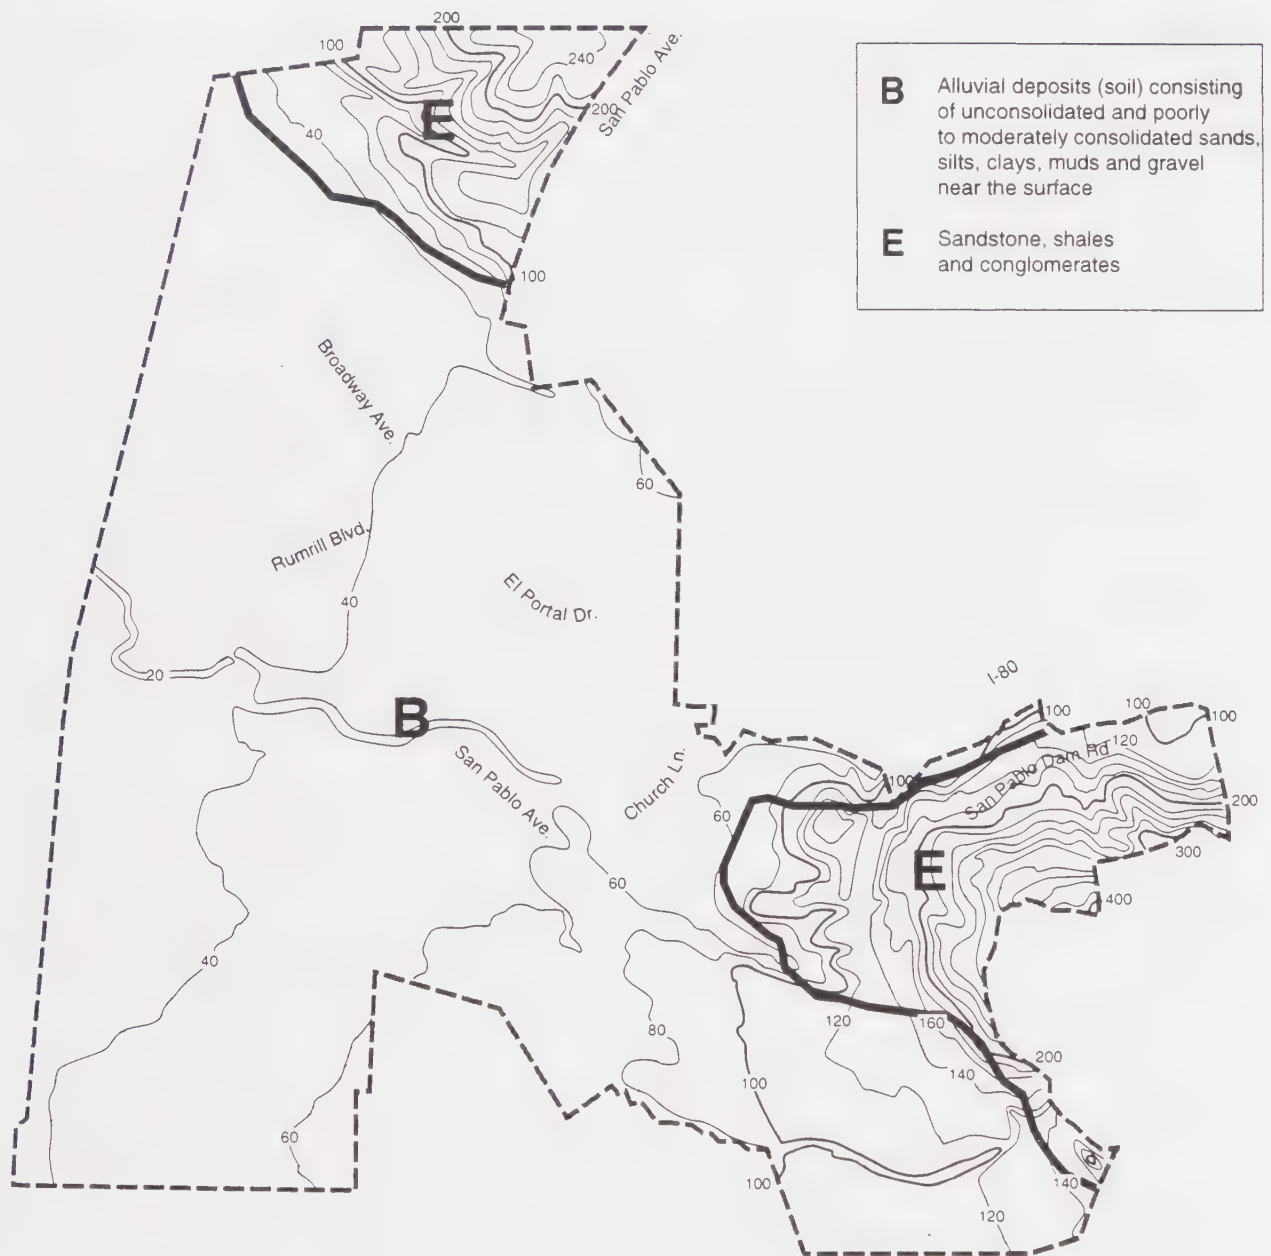 200
100
240
San Pablo Ave.
B Alluvial deposits (soil) consisting
of unconsolidated and poorly
to moderately consolidated sands,
silts, clays, muds and gravel
near the surface
E Sandstone, shales
and conglomerates
E
200
40
100
Broadway Ave.
60
Rumrill Blvd.
El Portal Dr.
40
20
I-80
B
100
100
100
120
San Pablo Dam Rd
San Pablo Ave.
Church Ln.
100
60
200
300
E
60
400
40
80
120
160
200
140
100
60
100
140
120